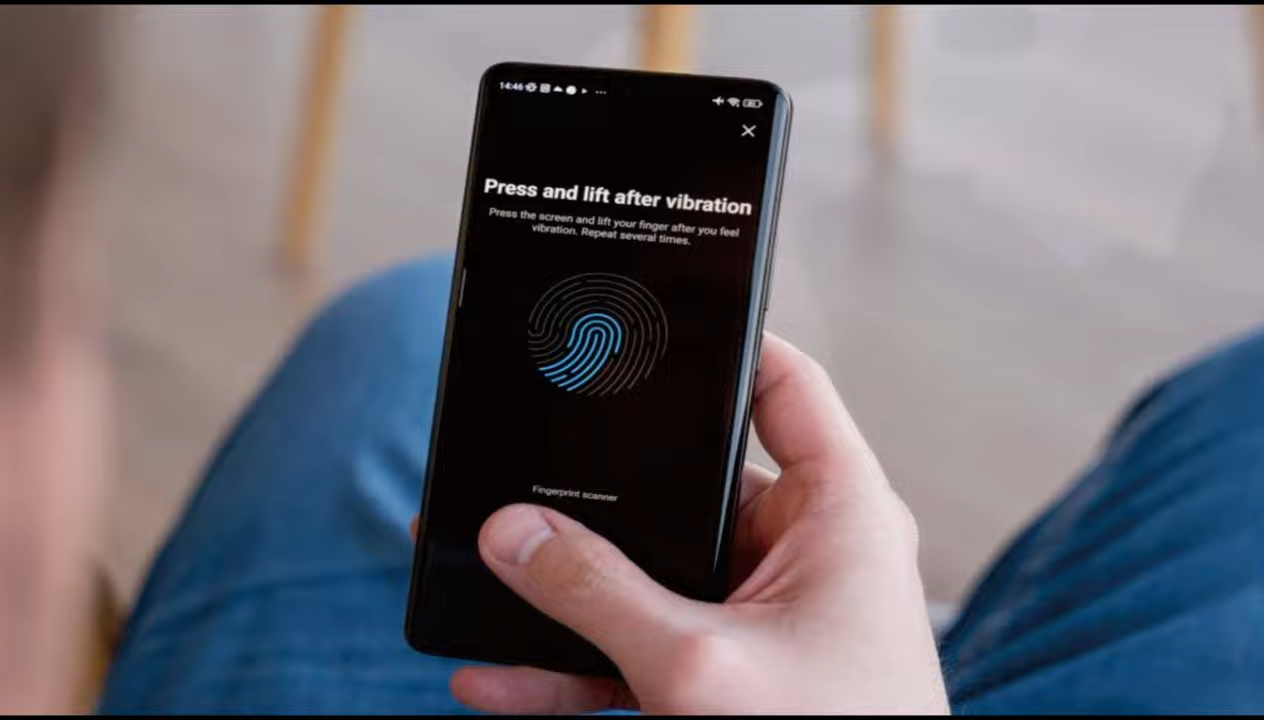 14:46
Press and lift after vibration
Press the screen and lift your finger after you feel
vibration. Repeat several times.
Fingerprint scanner